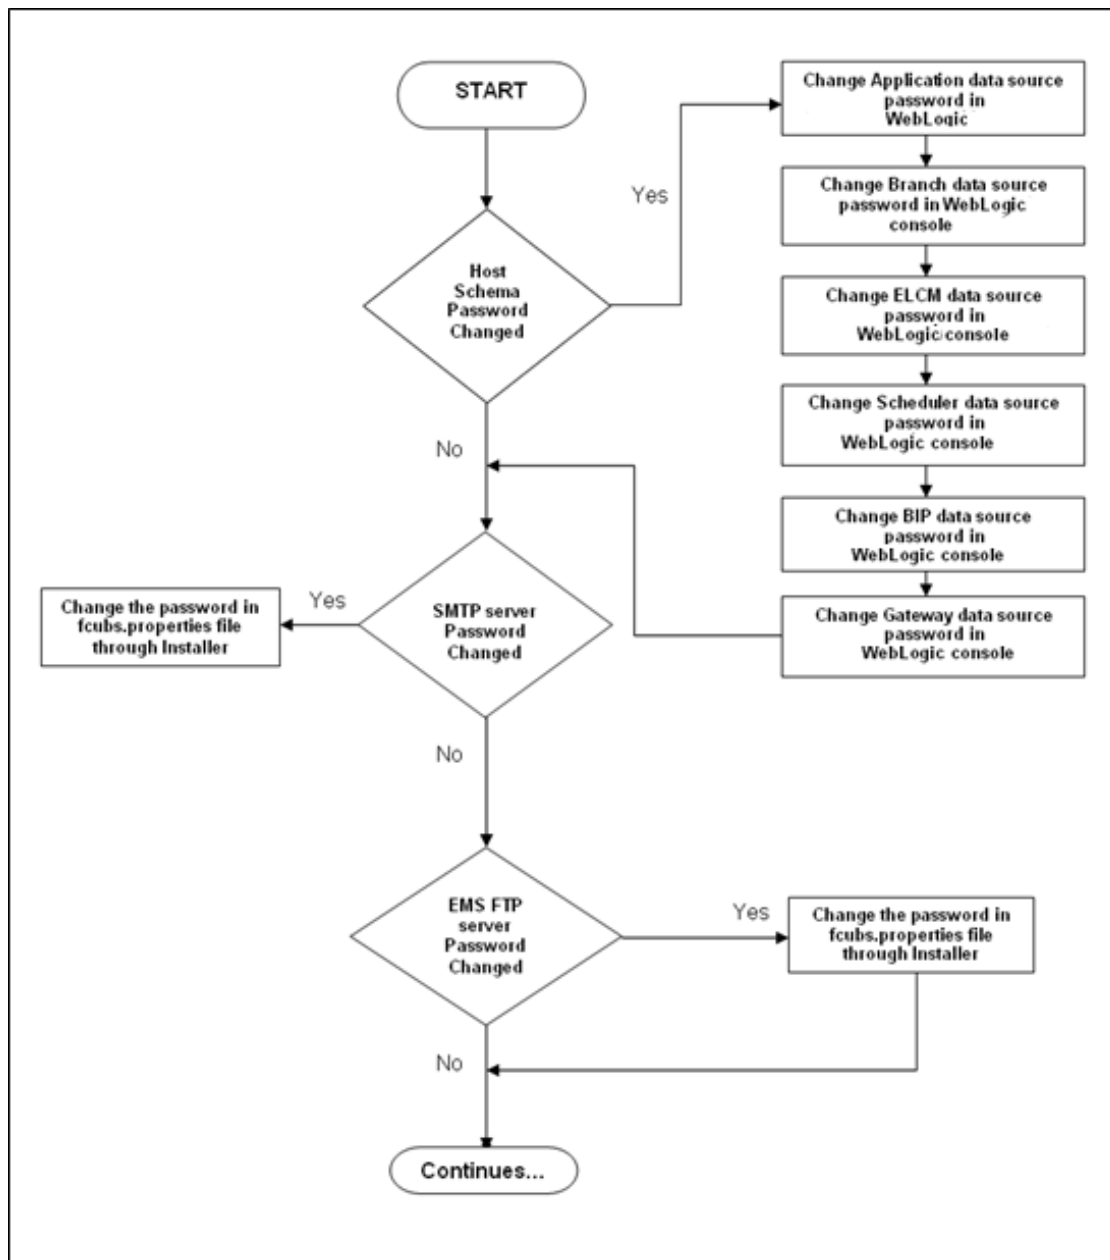 START
Yes
Host
Schema
Password
Changed
Change Application data source
password in
WebLogic
Change Branch data source
password in WebLogic
console
Change ELCM data source
password in
WebLogic console
Change Scheduler data source
password in
WebLogic console
Change BIP data source
password in
WebLogic console
Change Gateway data source
password in
WebLogic console
No
SMTP server
Password
Changed
Yes
Change the password in
fcubs.properties file
through Installer
No
EMS FTP
server
Password
Changed
Yes
Change the password in
fcubs.properties file
through Installer
No
Continues...